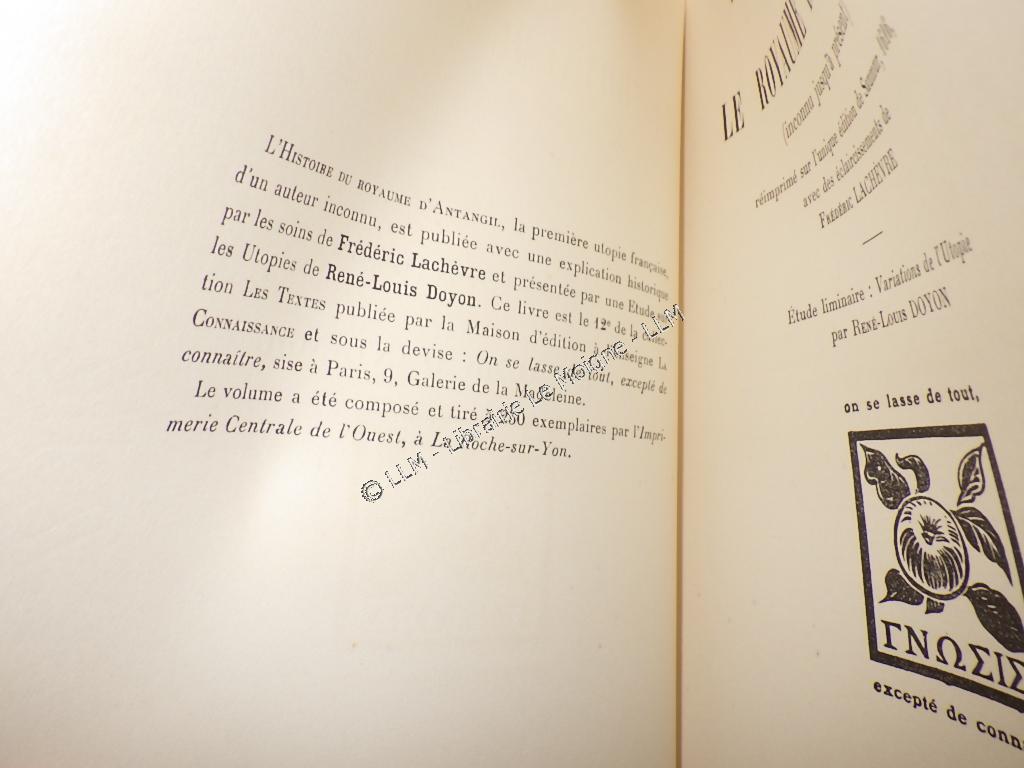 L'HISTOIRE DU ROYAUME D'ANTANGIL, la première utopie française,
d'un auteur inconnu, est publiée avec une explication historique
par les soins de Frédéric Lachèvre et présentée par une Etude sur
les Utopies de René-Louis Doyon. Ce livre est le 12e de la collec-
tion LES TEXTES publiée par la Maison d'édition à l'enseigne LA
CONNAISSANCE et sous la devise : On se lasse de tout, excepté de
connaître, sise à Paris, 9, Galerie de la Madeleine.
Le volume a été composé et tiré à 250 exemplaires par l'Impri-
merie Centrale de l'Ouest, à La Roche-sur-Yon.
© LLM - Librairie Le Moigne - LLM
LE ROYAUME
(inconnu jusqu'à présent)
réimprimé sur l'unique édition de Saumur, 1616
avec des éclaircissements de
FRÉDÉRIC LACHÈVRE
Étude liminaire : Variations de l'Utopie
par RENÉ-LOUIS DOYON
on se lasse de tout,
ΓΝΩΣΙΣ
excepté de conn